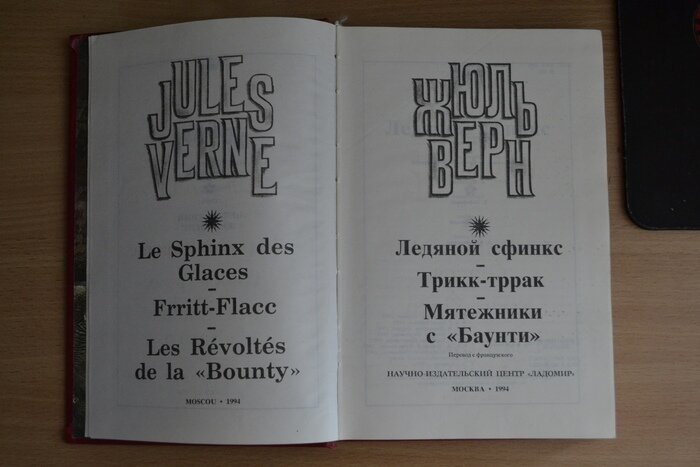 JULES
VERNE
Le Sphinx des
Glaces
–
Frritt-Flacc
–
Les Révoltés
de la «Bounty»
MOSCOU • 1994
ЖЮЛЬ
ВЕРН
Ледяной сфинкс
–
Трикк-тррак
–
Мятежники
с «Баунти»
Перевод с французского
НАУЧНО-ИЗДАТЕЛЬСКИЙ ЦЕНТР «ЛАДОМИР»
МОСКВА • 1994